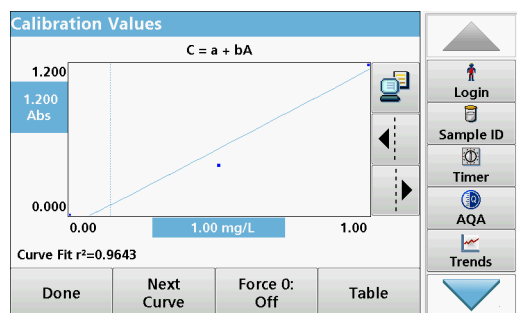 Calibration Values
C = a + bA
1.200
1.200
Abs
0.000
0.00
1.00 mg/L
1.00
Curve Fit r²=0.9643
Done
Next
Curve
Force 0:
Off
Table
Login
Sample ID
Timer
AQA
Trends